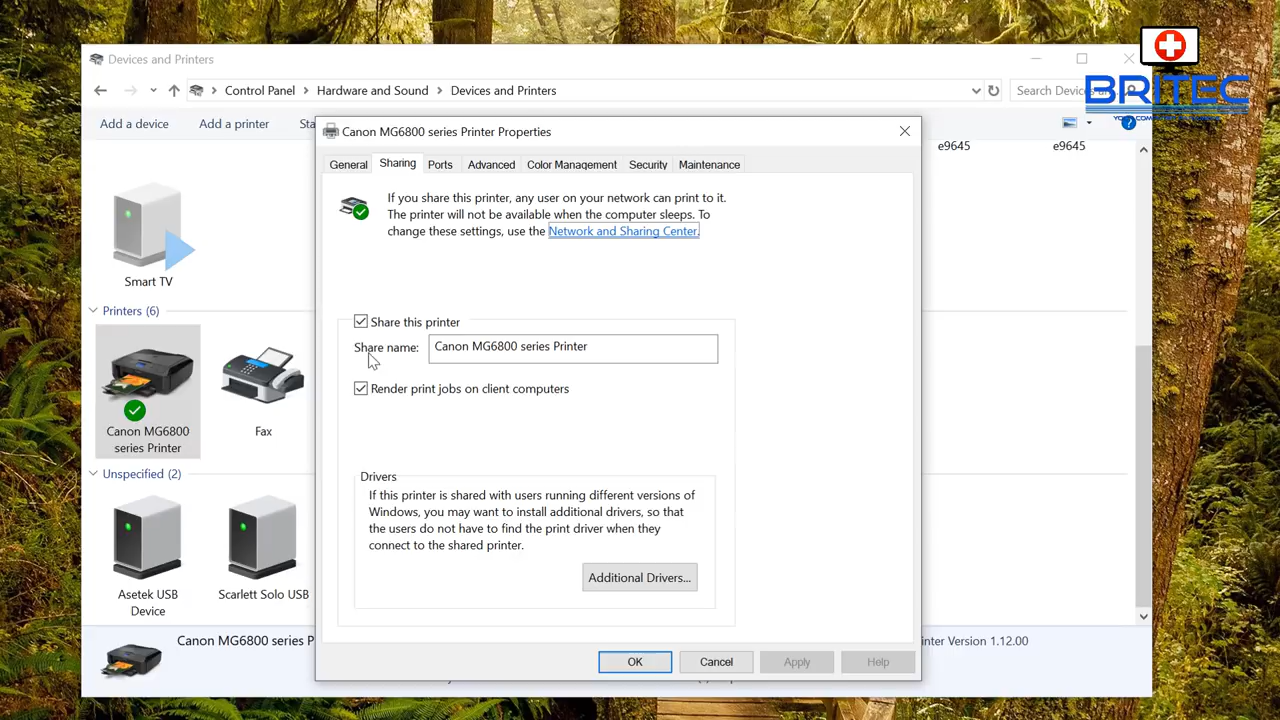 BRITEC
Devices and Printers
Control Panel > Hardware and Sound > Devices and Printers
Search
Add a device
Add a printer
Canon MG6800 series Printer Properties
e9645
e9645
General
Sharing
Ports
Advanced
Color Management
Security
Maintenance
If you share this printer, any user on your network can print to it.
The printer will not be available when the computer sleeps. To
change these settings, use the Network and Sharing Center.
Smart TV
Printers (6)
Share this printer
Share name:
Canon MG6800 series Printer
Render print jobs on client computers
Canon MG6800
series Printer
Fax
Unspecified (2)
Drivers
If this printer is shared with users running different versions of
Windows, you may want to install additional drivers, so that
the users do not have to find the print driver when they
connect to the shared printer.
Additional Drivers...
Asetek USB
Device
Scarlett Solo USB
Canon MG6800 series P
inter Version 1.12.00
OK
Cancel
Apply
Help